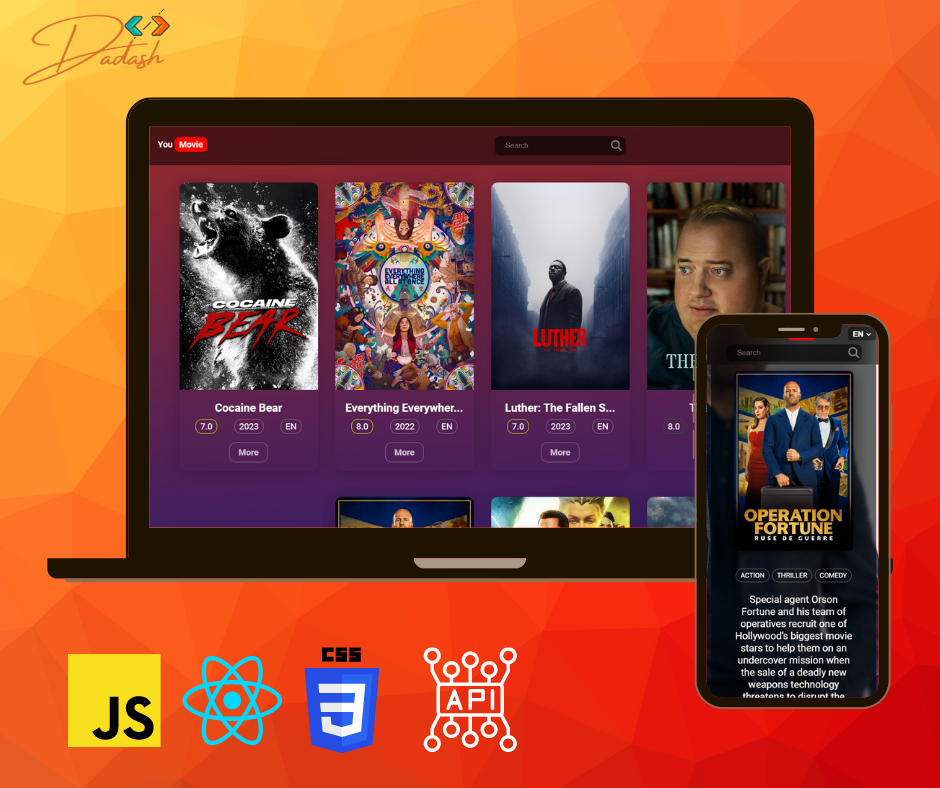 Dadash
You Movie
Search
COCAINE
BEAR
EVERYTHING
EVERYWHERE
ALL AT ONCE
LUTHER
TH
Cocaine Bear
7.0 2023 EN
More
Everything Everywher...
8.0 2022 EN
More
Luther: The Fallen S...
7.0 2023 EN
More
T
8.0
EN
Search
OPERATION
FORTUNE
RUSE DE GUERRE
ACTION THRILLER COMEDY
Special agent Orson
Fortune and his team of
operatives recruit one of
Hollywood's biggest movie
stars to help them on an
undercover mission when
the sale of a deadly new
weapons technology
threatens to disrupt the
JS
CSS
3
API